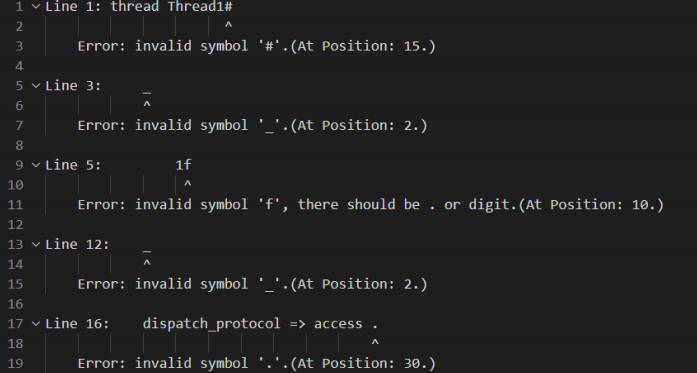 1 Line 1: thread Thread1#
2 ^
3 Error: invalid symbol '#'.(At Position: 15.)
4
5 Line 3: _
6 ^
7 Error: invalid symbol '_'.(At Position: 2.)
8
9 Line 5: 1f
10 ^
11 Error: invalid symbol 'f', there should be . or digit.(At Position: 10.)
12
13 Line 12: _
14 ^
15 Error: invalid symbol '_'.(At Position: 2.)
16
17 Line 16: dispatch_protocol => access .
18 ^
19 Error: invalid symbol '.'.(At Position: 30.)